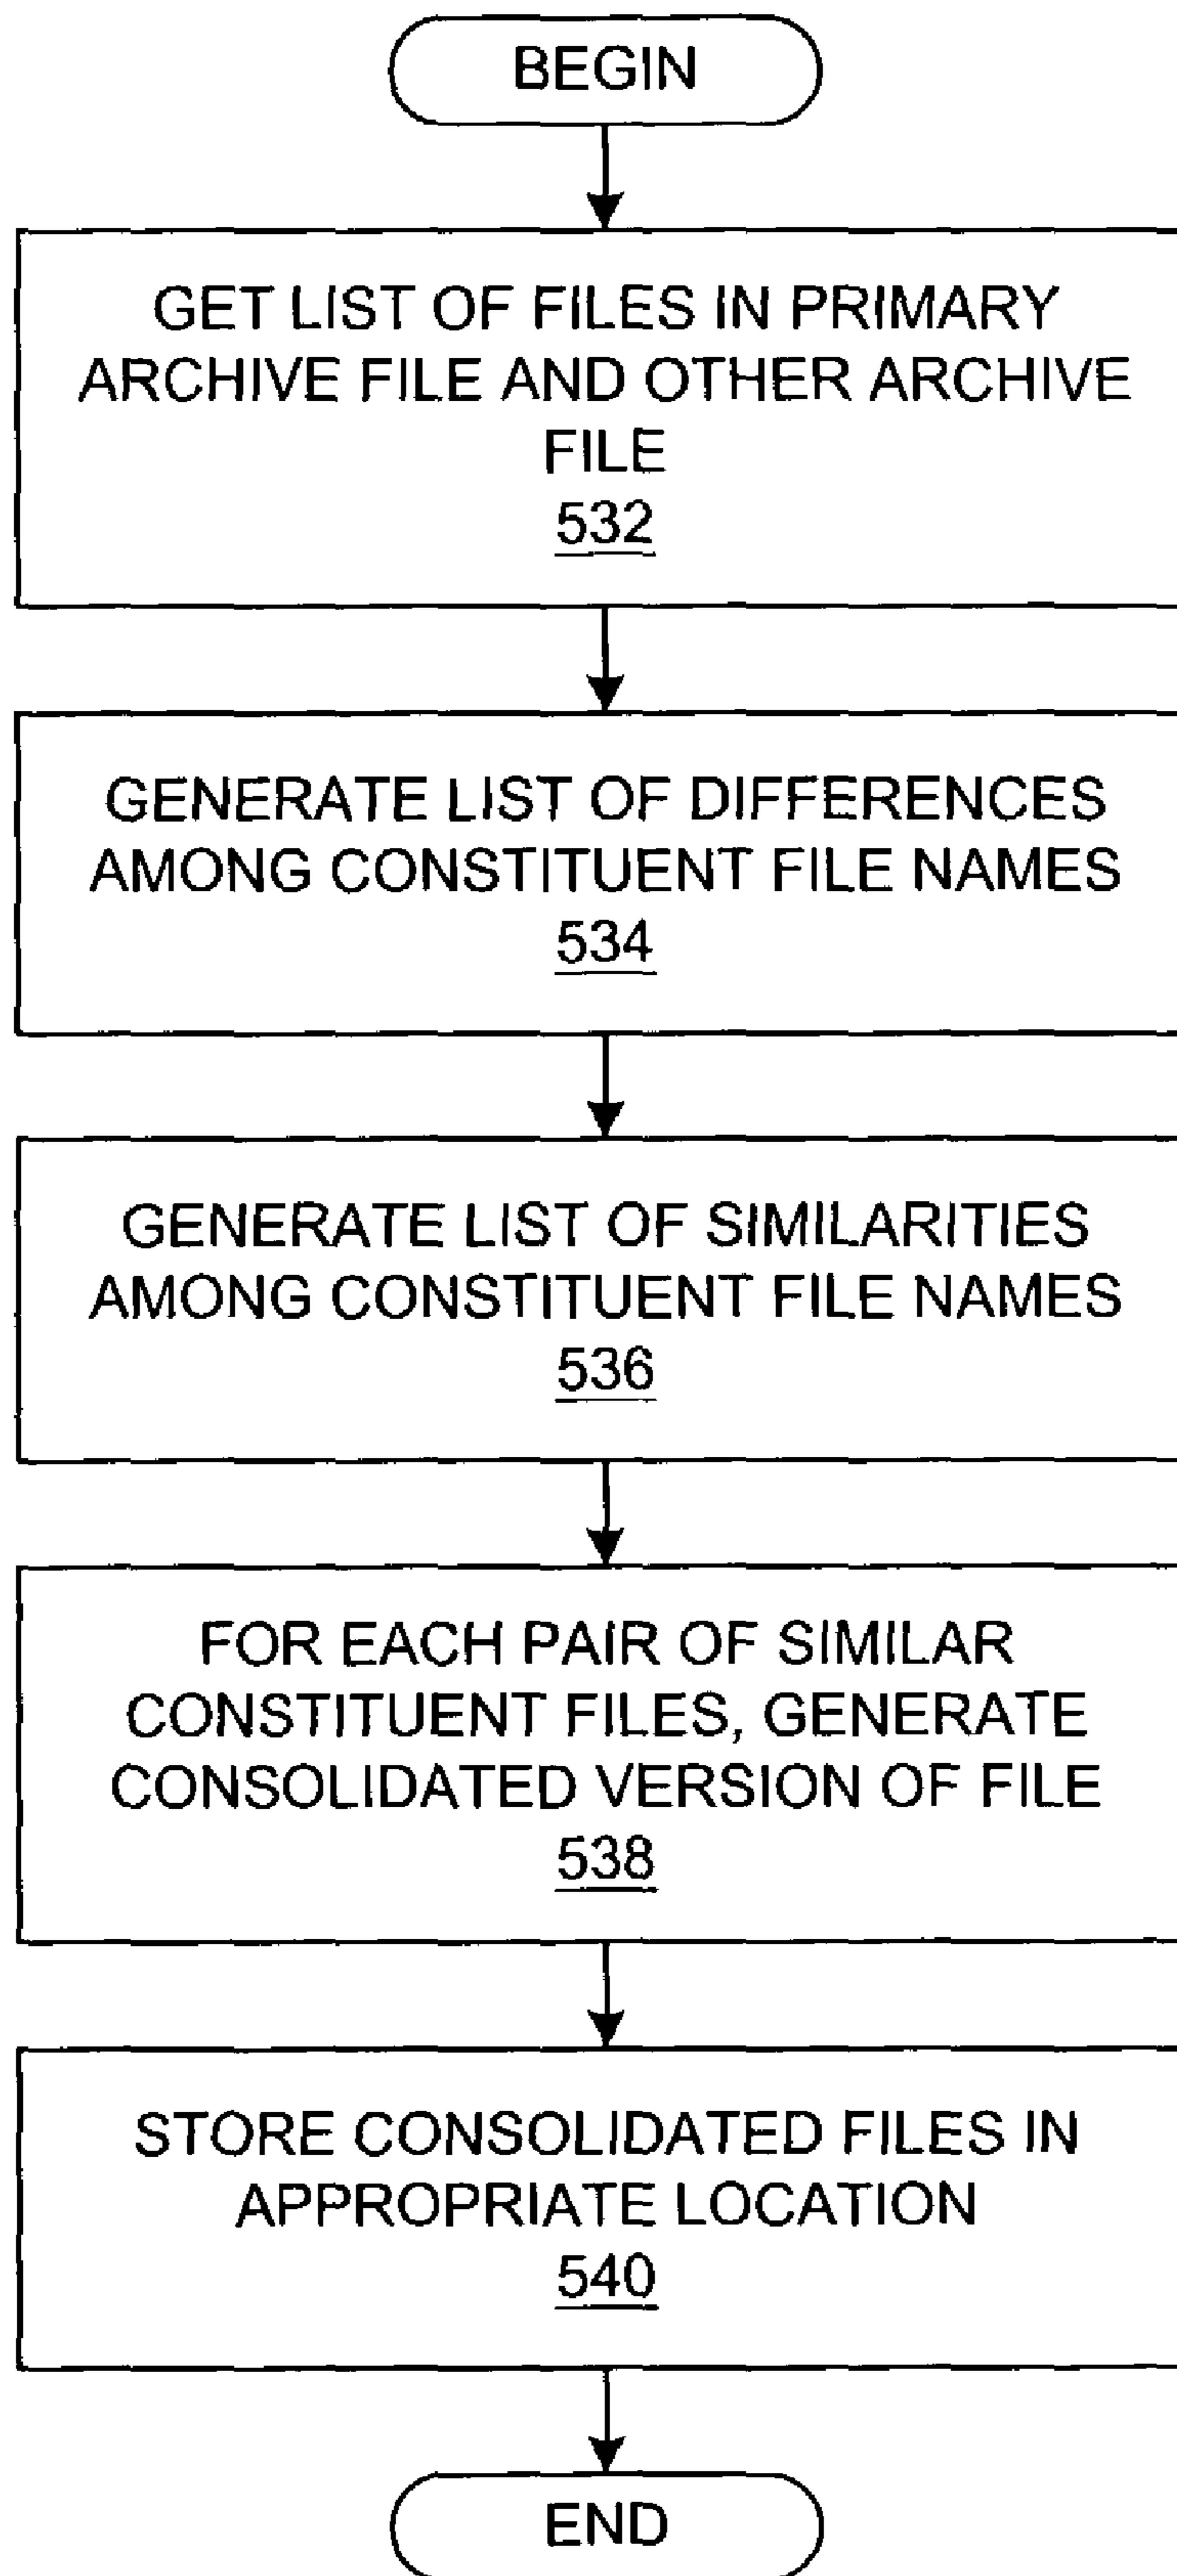 BEGIN
GET LIST OF FILES IN PRIMARY
ARCHIVE FILE AND OTHER ARCHIVE
FILE
532
GENERATE LIST OF DIFFERENCES
AMONG CONSTITUENT FILE NAMES
534
GENERATE LIST OF SIMILARITIES
AMONG CONSTITUENT FILE NAMES
536
FOR EACH PAIR OF SIMILAR
CONSTITUENT FILES, GENERATE
CONSOLIDATED VERSION OF FILE
538
STORE CONSOLIDATED FILES IN
APPROPRIATE LOCATION
540
END